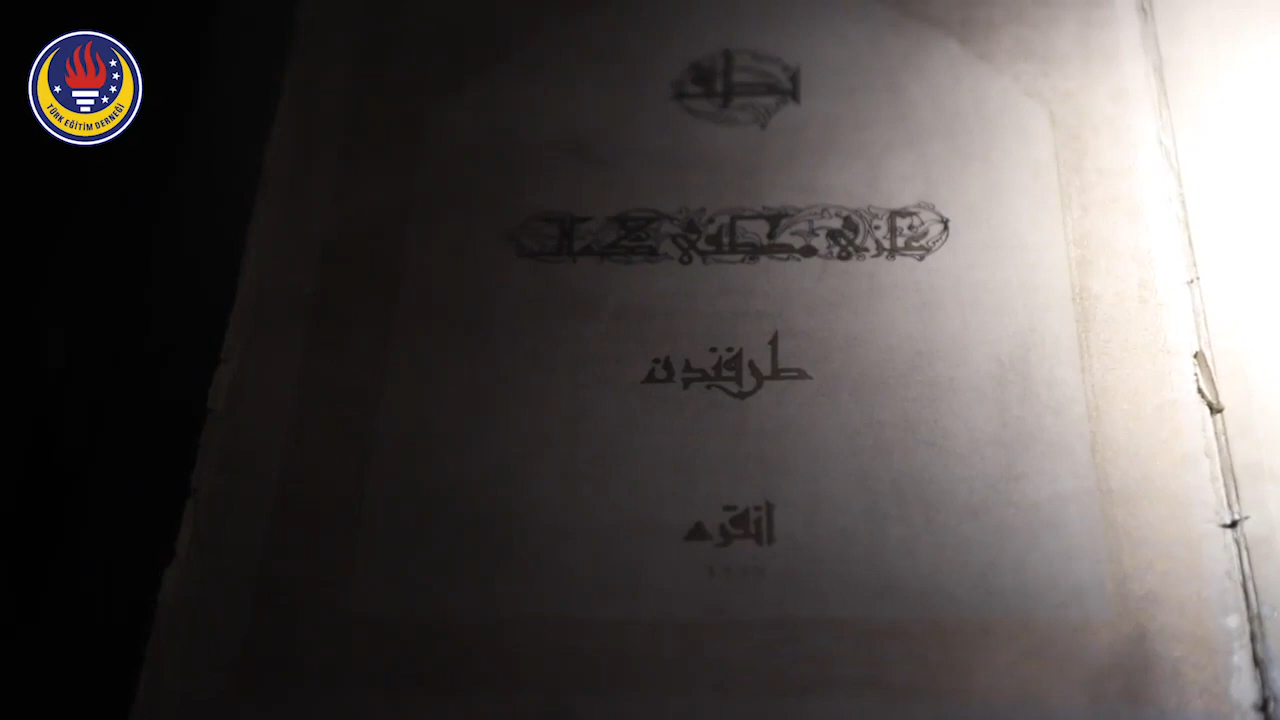 TÜRK EĞİTİM DERNEĞİ
نطق
غازی مصطفی کمال
طرفندن
انقره